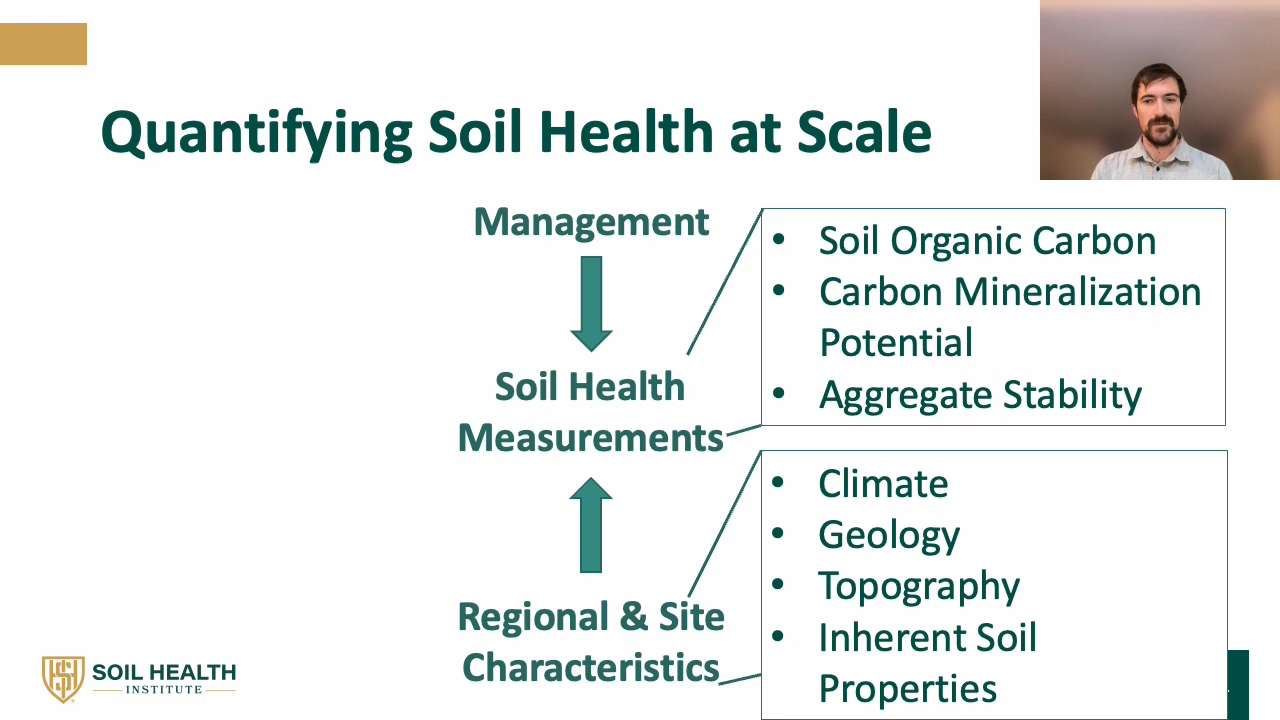 Quantifying Soil Health at Scale
Management
• Soil Organic Carbon
• Carbon Mineralization
Potential
• Aggregate Stability
Soil Health
Measurements
• Climate
• Geology
• Topography
• Inherent Soil
Properties
Regional & Site
Characteristics
SOIL HEALTH
INSTITUTE